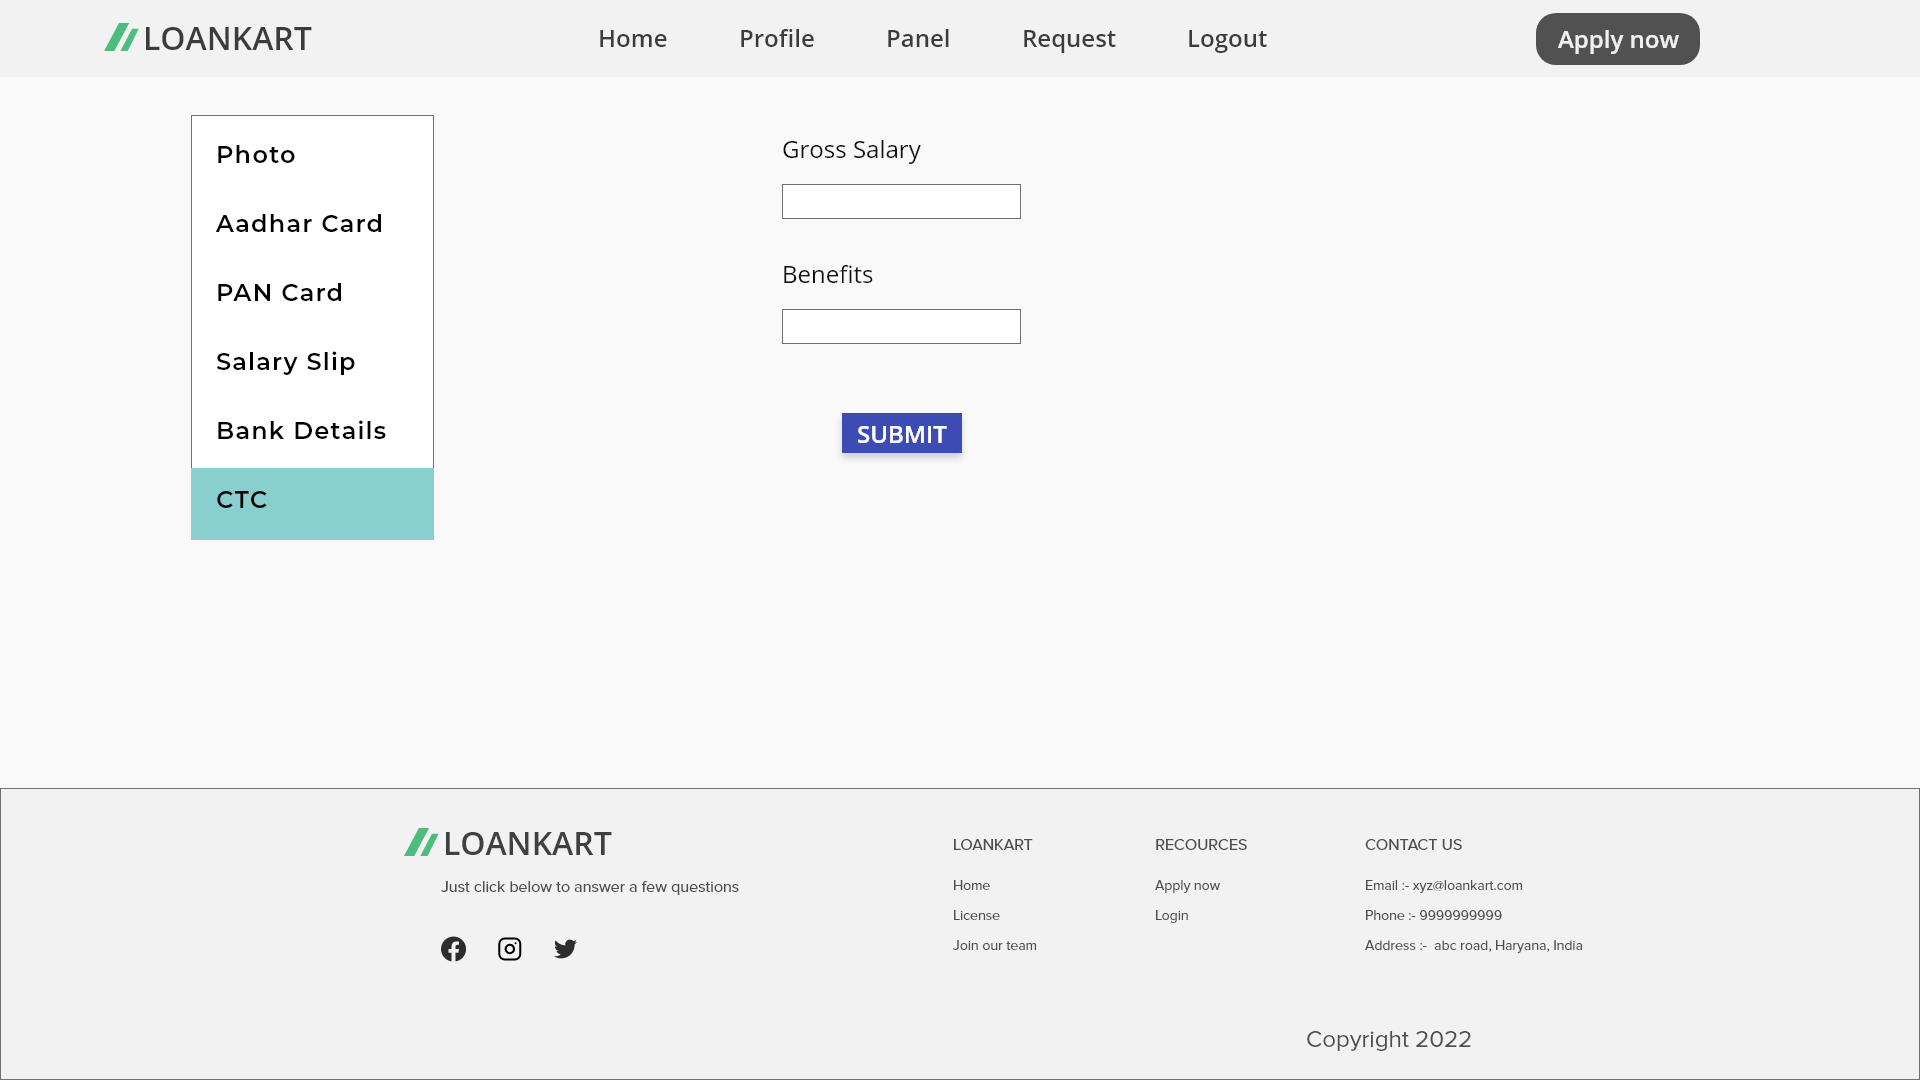 LOANKART
Home
Profile
Panel
Request
Logout
Apply now
Photo
Aadhar Card
PAN Card
Salary Slip
Bank Details
CTC
Gross Salary
Benefits
SUBMIT
LOANKART
Just click below to answer a few questions
LOANKART
Home
License
Join our team
RECOURCES
Apply now
Login
CONTACT US
Email :- xyz@loankart.com
Phone :- 9999999999
Address :-  abc road, Haryana, India
Copyright 2022